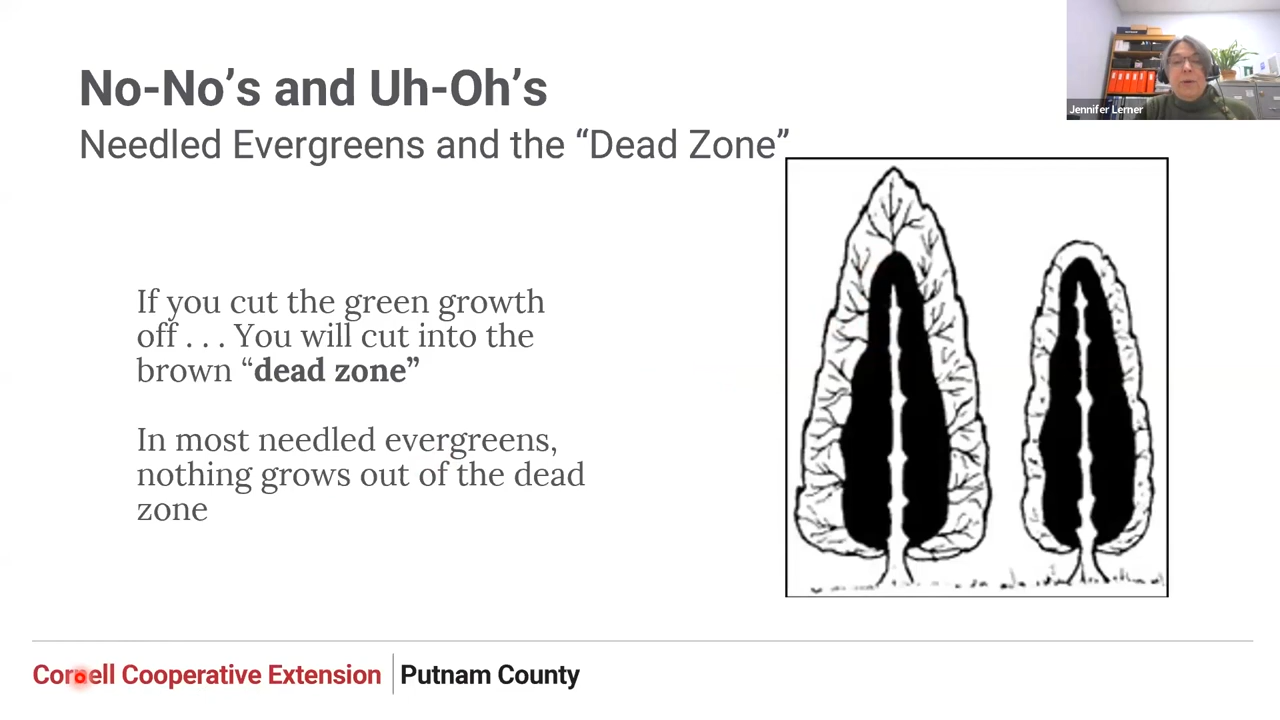 No-No’s and Uh-Oh’s
Needled Evergreens and the “Dead Zone”
Jennifer Lerner
If you cut the green growth
off . . . You will cut into the
brown “dead zone”
In most needled evergreens,
nothing grows out of the dead
zone
Cornell Cooperative Extension | Putnam County